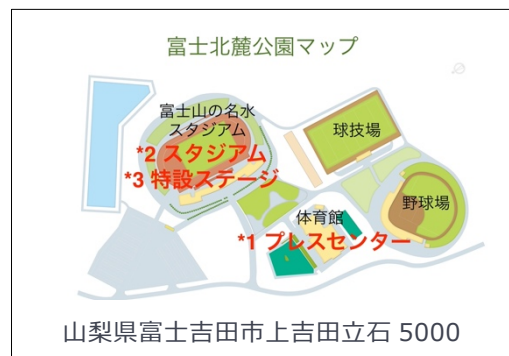 富士北麓公園マップ
富士山の名水
スタジアム
*2 スタジアム
*3 特設ステージ
球技場
体育館
*1 プレスセンター
野球場
山梨県富士吉田市上吉田立石 5000